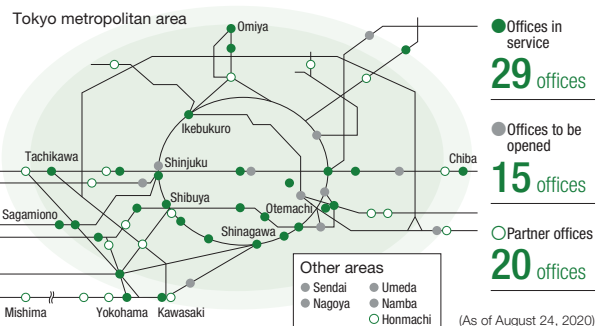 Tokyo metropolitan area
Omiya
Ikebukuro
Tachikawa
Shinjuku
Chiba
Shibuya
Otemachi
Sagamiono
Shinagawa
Mishima
Yokohama
Kawasaki
Other areas
Sendai
Umeda
Nagoya
Namba
Honmachi
Offices in
service
29 offices
Offices to be
opened
15 offices
Partner offices
20 offices
(As of August 24, 2020)